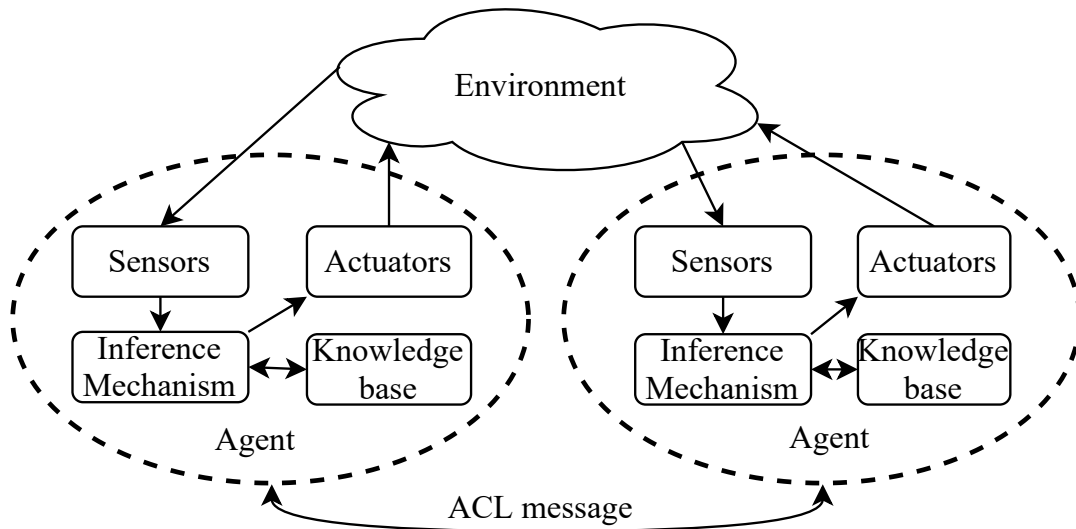 Environment
Sensors
Actuators
Inference
Mechanism
Knowledge
base
Agent
Sensors
Actuators
Inference
Mechanism
Knowledge
base
Agent
ACL message